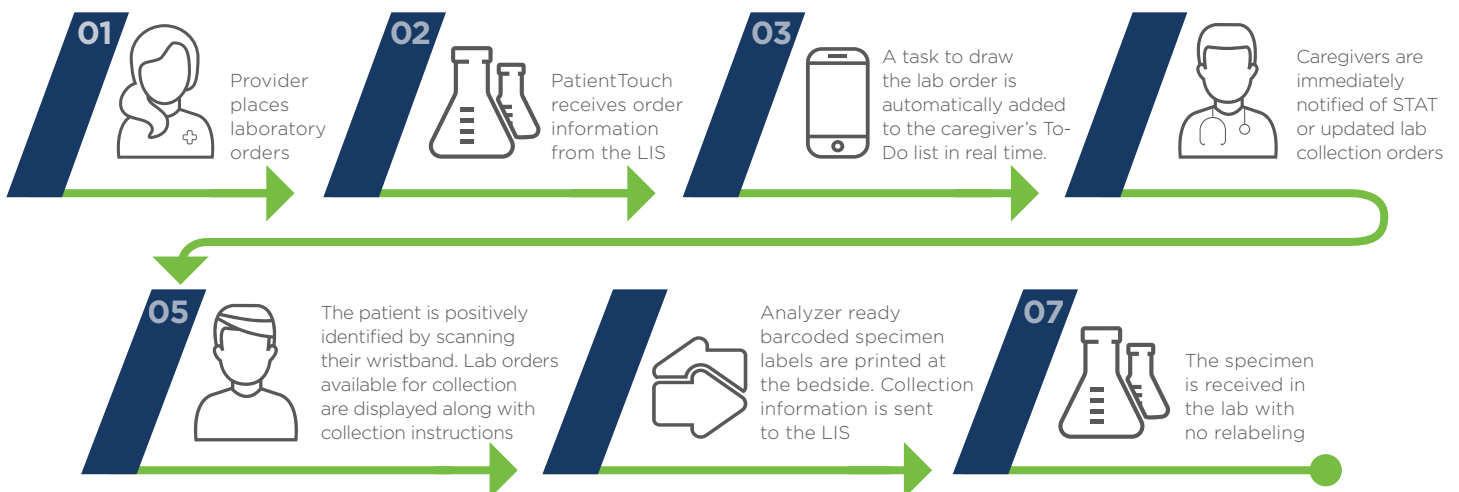 01
Provider
places
laboratory
orders
02
PatientTouch
receives order
information
from the LIS
03
A task to draw
the lab order is
automatically added
to the caregiver's To-
Do list in real time.
Caregivers are
immediately
notified of STAT
or updated lab
collection orders
05
The patient is positively
identified by scanning
their wristband. Lab orders
available for collection
are displayed along with
collection instructions
Analyzer ready
barcoded specimen
labels are printed at
the bedside. Collection
information is sent
to the LIS
07
The specimen
is received in
the lab with
no relabeling